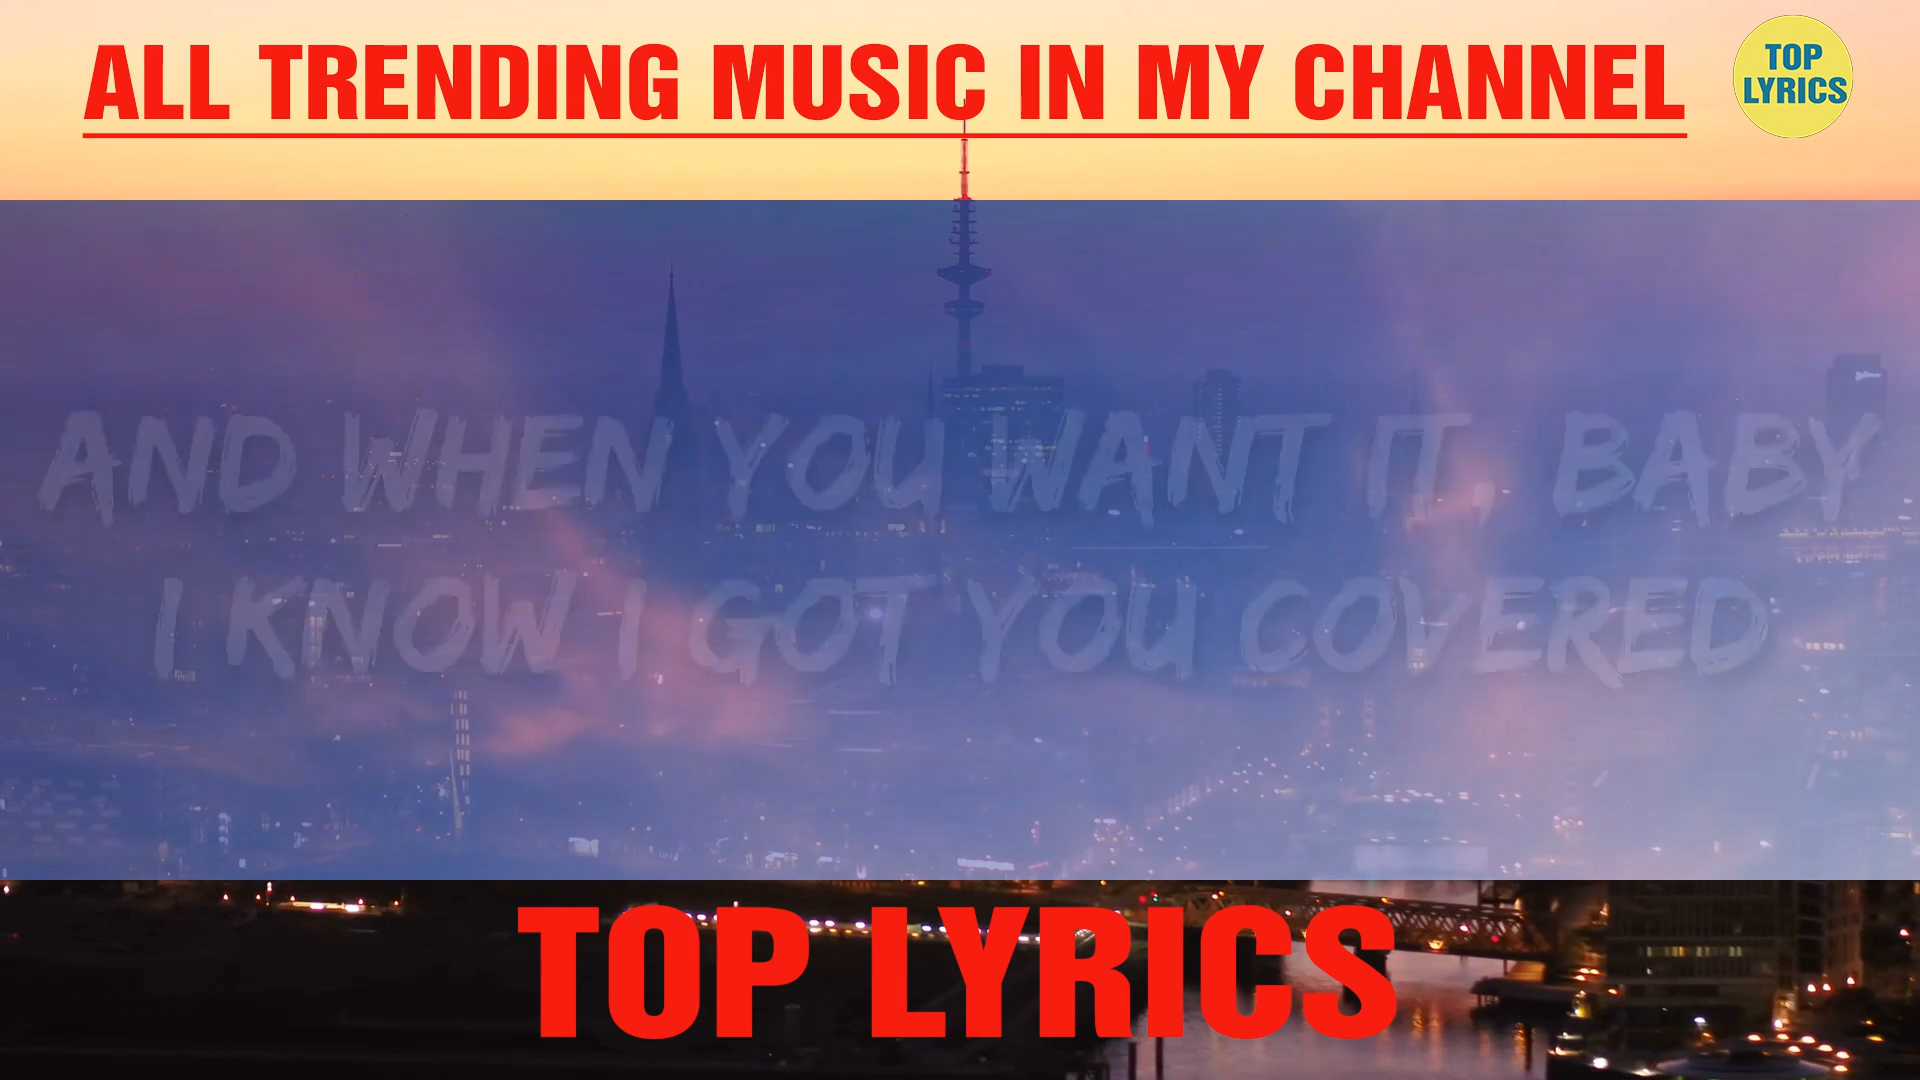 ALL TRENDING MUSIC IN MY CHANNEL
TOP
LYRICS
AND WHEN YOU WANT IT, BABY
I KNOW I GOT YOU COVERED
TOP LYRICS